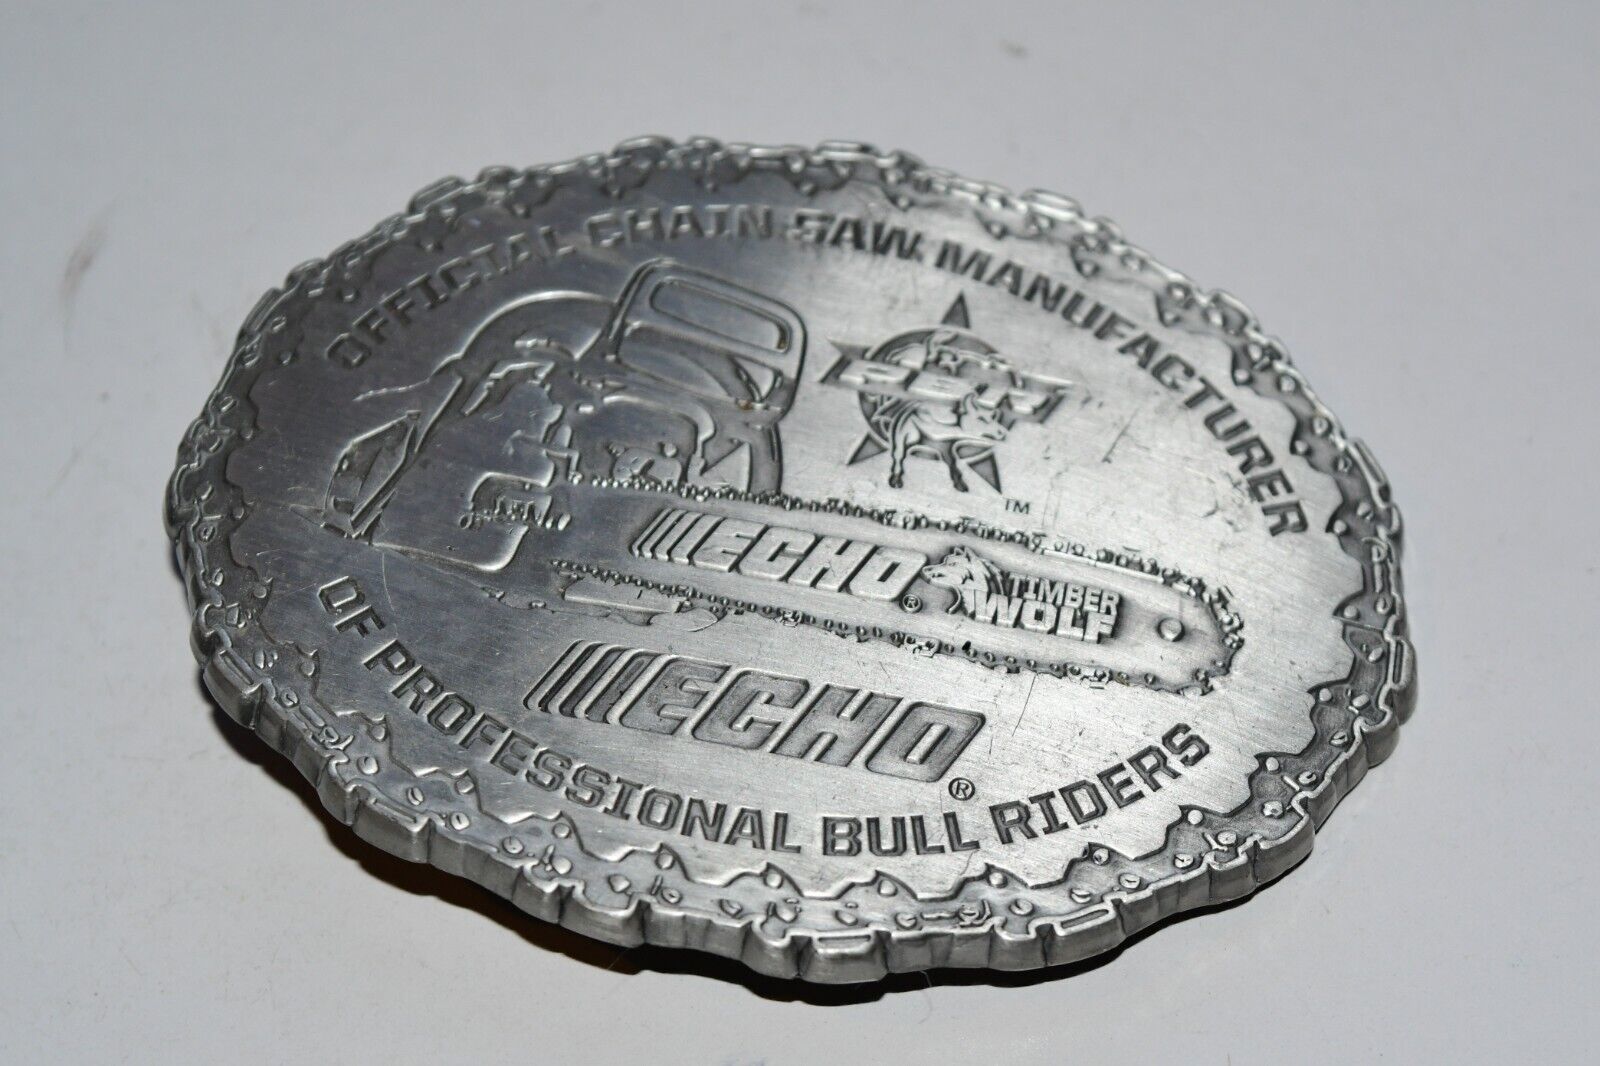 OFFICIAL CHAIN SAW MANUFACTURER
PBR
TM
ECHO® TIMBER
WOLF
ECHO®
OF PROFESSIONAL BULL RIDERS